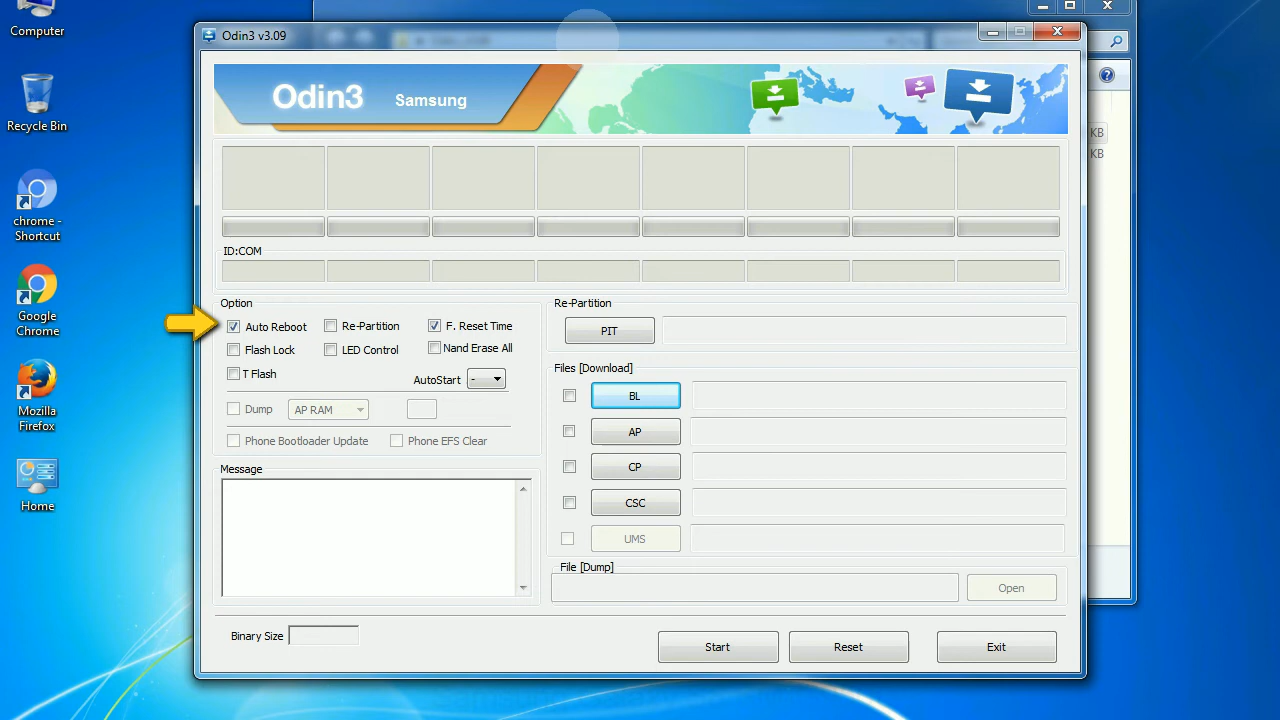 Computer
Recycle Bin
chrome -
Shortcut
Google
Chrome
Mozilla
Firefox
Home
Odin3 v3.09
Odin3 Samsung
KB
KB
ID:COM
Option
Auto Reboot Re-Partition F. Reset Time
Flash Lock LED Control Nand Erase All
T Flash
AutoStart -
Dump AP RAM
Phone Bootloader Update Phone EFS Clear
Message
Re-Partition
PIT
Files [Download]
BL
AP
CP
CSC
UMS
File [Dump]
Open
Binary Size
Start Reset Exit